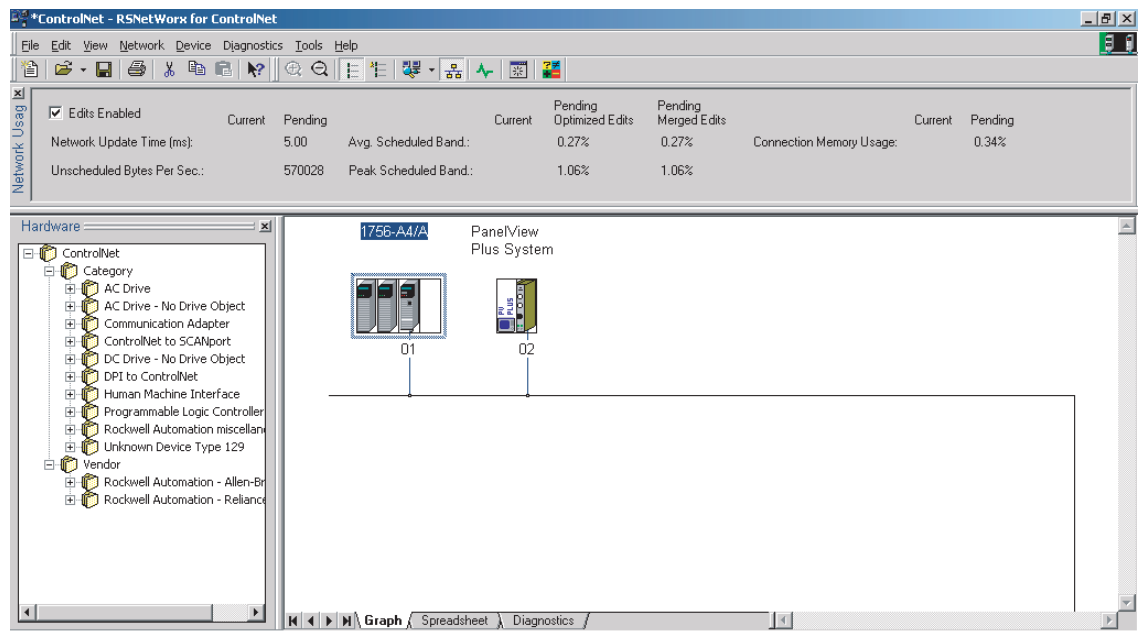 *ControlNet - RSNetWorx for ControlNet
File Edit View Network Device Diagnostics Tools Help
Network Usag
Edits Enabled
Current Pending Current Pending Optimized Edits Pending Merged Edits Current Pending
Network Update Time (ms): 5.00 Avg. Scheduled Band.: 0.27% 0.27% Connection Memory Usage: 0.34%
Unscheduled Bytes Per Sec.: 570028 Peak Scheduled Band.: 1.06% 1.06%
Hardware
ControlNet
Category
AC Drive
AC Drive - No Drive Object
Communication Adapter
ControlNet to SCANport
DC Drive - No Drive Object
DPI to ControlNet
Human Machine Interface
Programmable Logic Controller
Rockwell Automation miscellan
Unknown Device Type 129
Vendor
Rockwell Automation - Allen-Br
Rockwell Automation - Reliance
1756-A4/A
PanelView
Plus System
PV
PLUS
01
02
Graph Spreadsheet Diagnostics